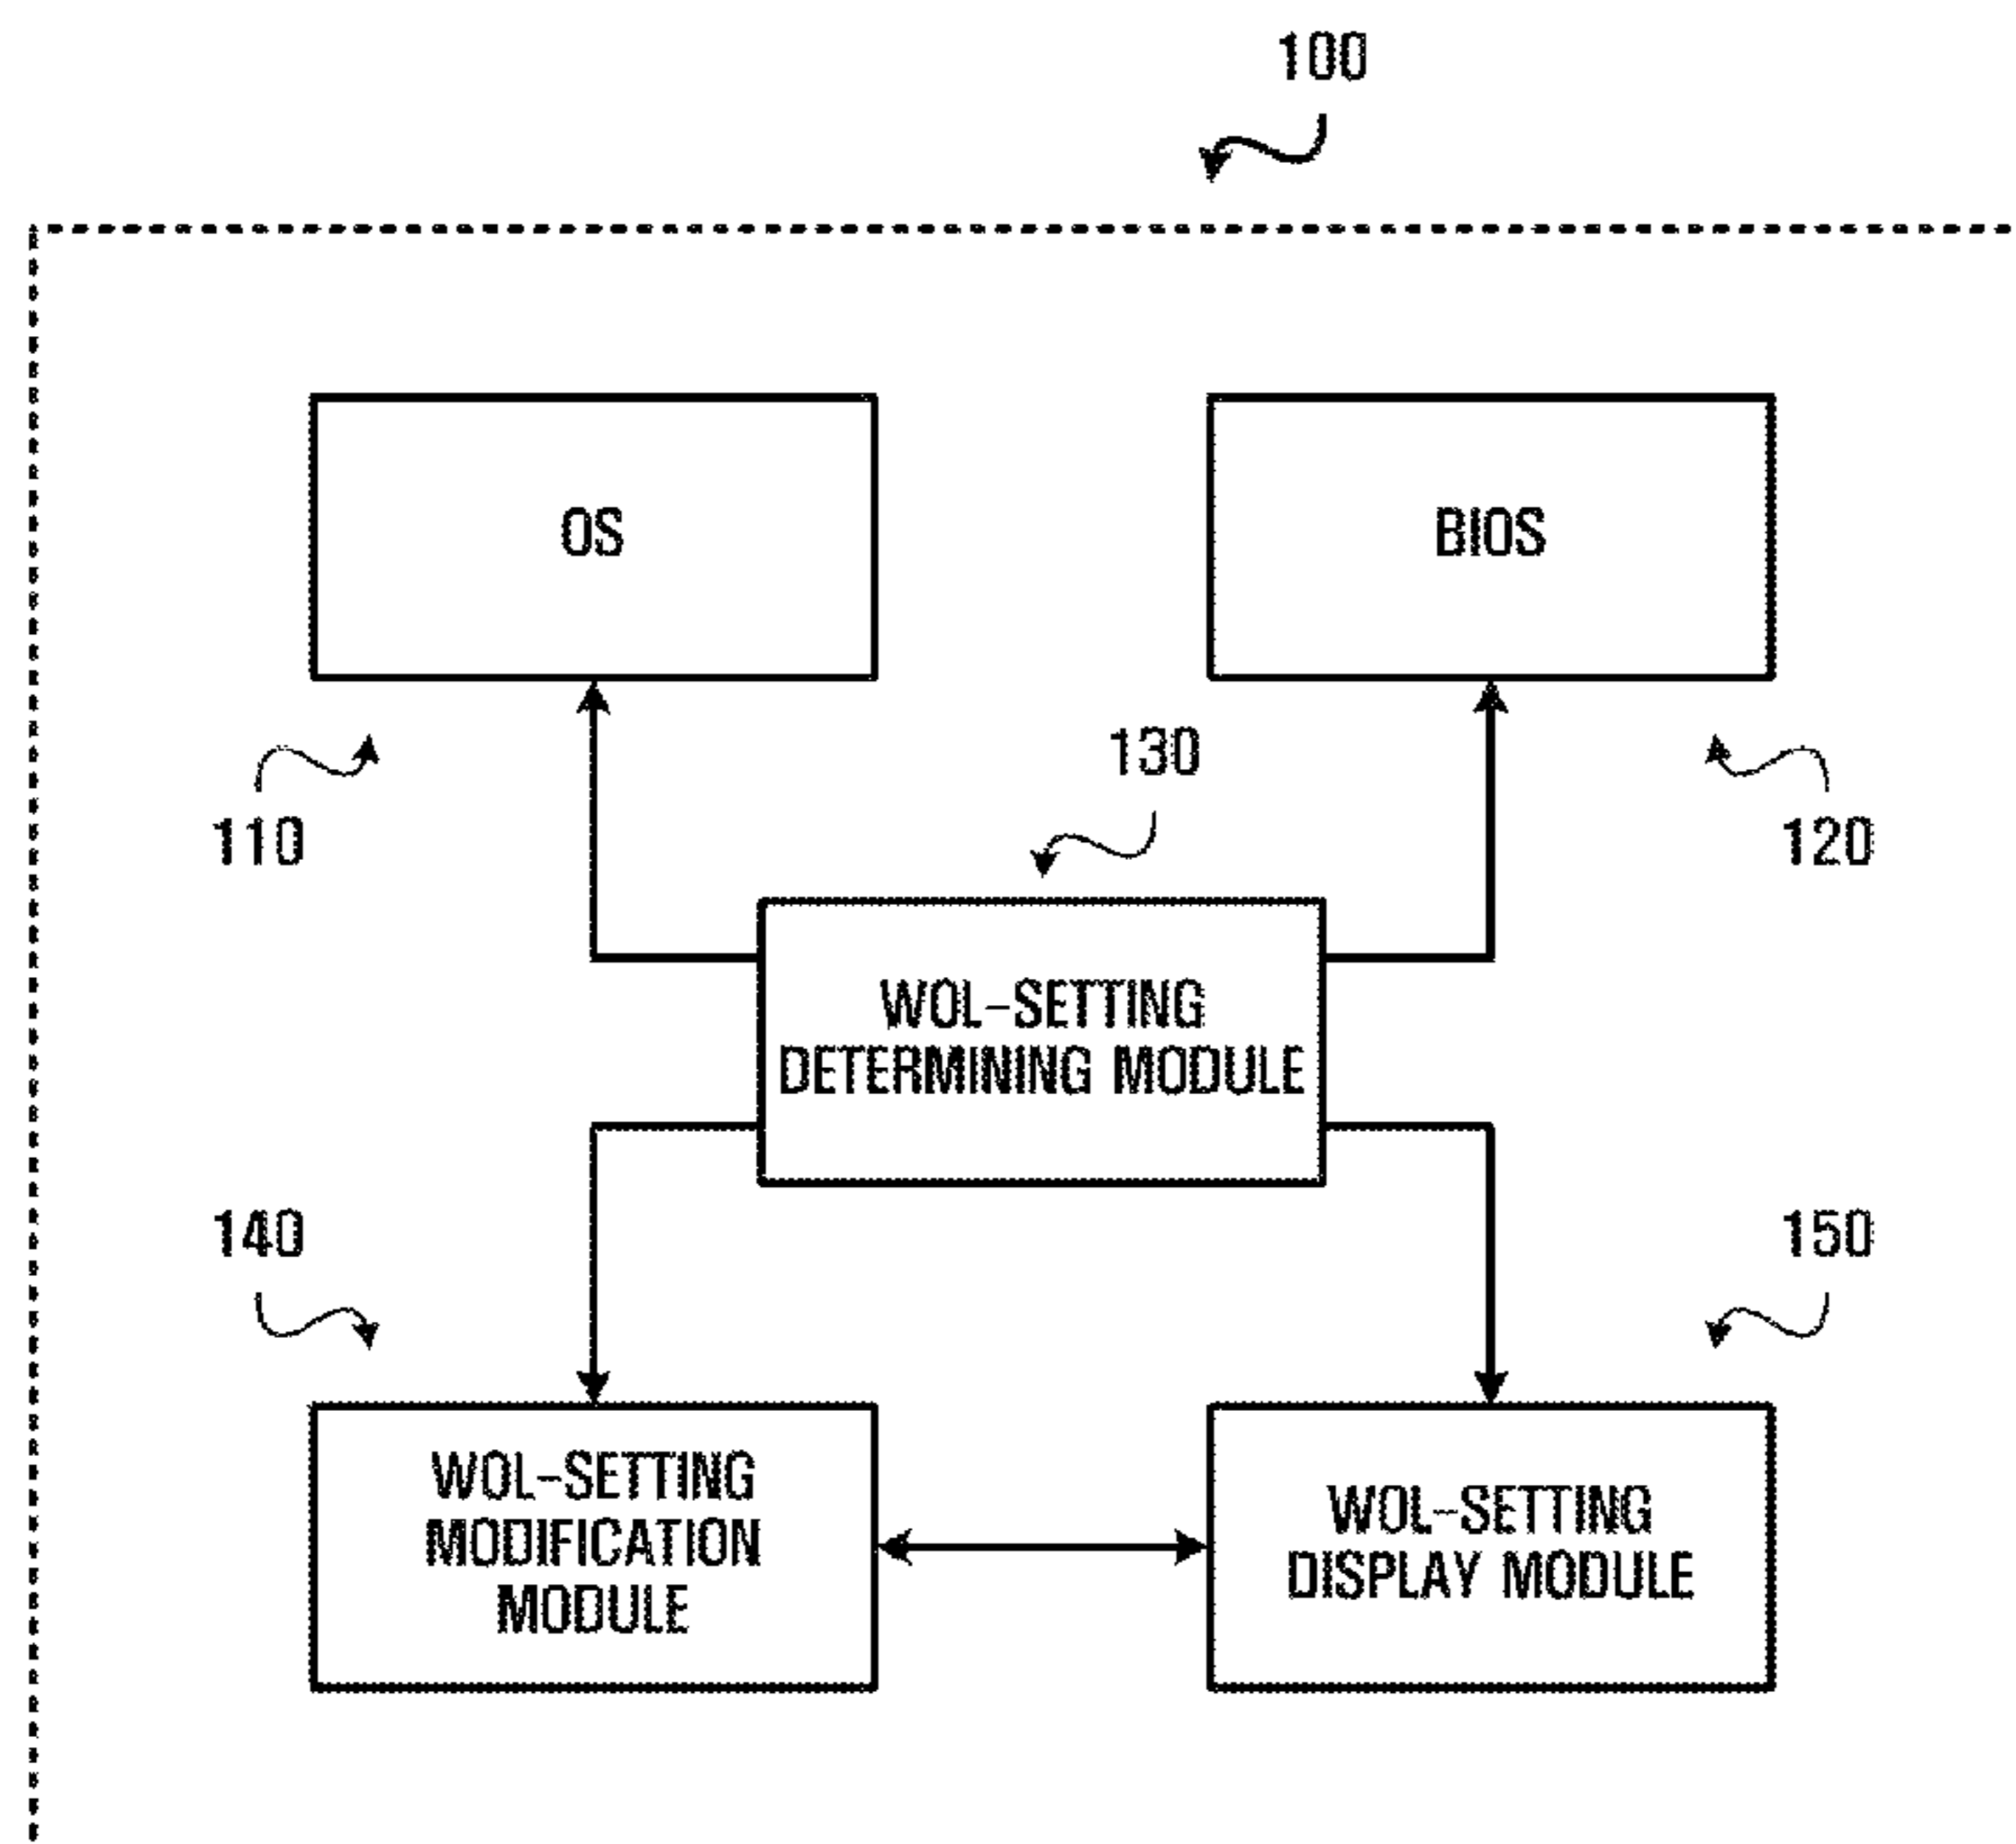 100
OS
BIOS
130
110
120
WOL-SETTING
DETERMINING MODULE
140
150
WOL-SETTING
MODIFICATION
MODULE
WOL-SETTING
DISPLAY MODULE